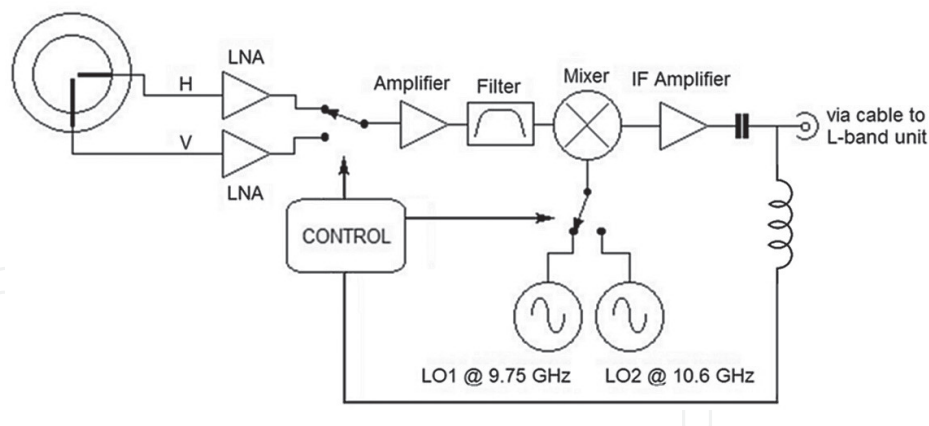 LNA
H
V
LNA
Amplifier
Filter
Mixer
IF Amplifier
via cable to
L-band unit
CONTROL
LO1 @ 9.75 GHz
LO2 @ 10.6 GHz